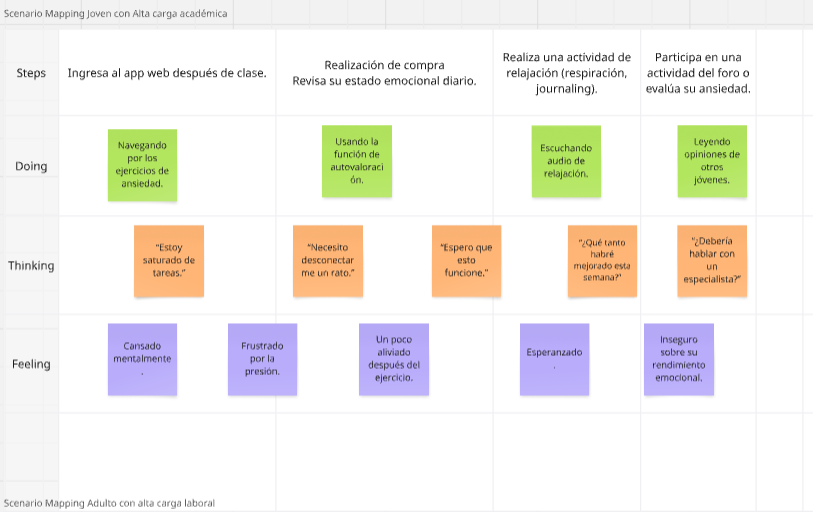 Scenario Mapping Joven con Alta carga académica
Steps
Ingresa al app web después de clase.
Realización de compra
Revisa su estado emocional diario.
Realiza una actividad de
relajación (respiración,
journaling).
Participa en una
actividad del foro o
evalúa su ansiedad.
Doing
Navegando
por los
ejercicios de
ansiedad.
Usando la
función de
autovaloraci
ón.
Escuchando
audio de
relajación.
Leyendo
opiniones de
otros
jóvenes.
Thinking
“Estoy
saturado de
tareas.”
“Necesito
desconectar
me un rato.”
“Espero que
esto
funcione.”
“¿Qué tanto
habré
mejorado esta
semana?”
“¿Debería
hablar con
un
especialista?”
Feeling
Cansado
mentalmente
.
Frustrado
por la
presión.
Un poco
aliviado
después del
ejercicio.
Esperanzado
.
Inseguro
sobre su
rendimiento
emocional.
Scenario Mapping Adulto con alta carga laboral